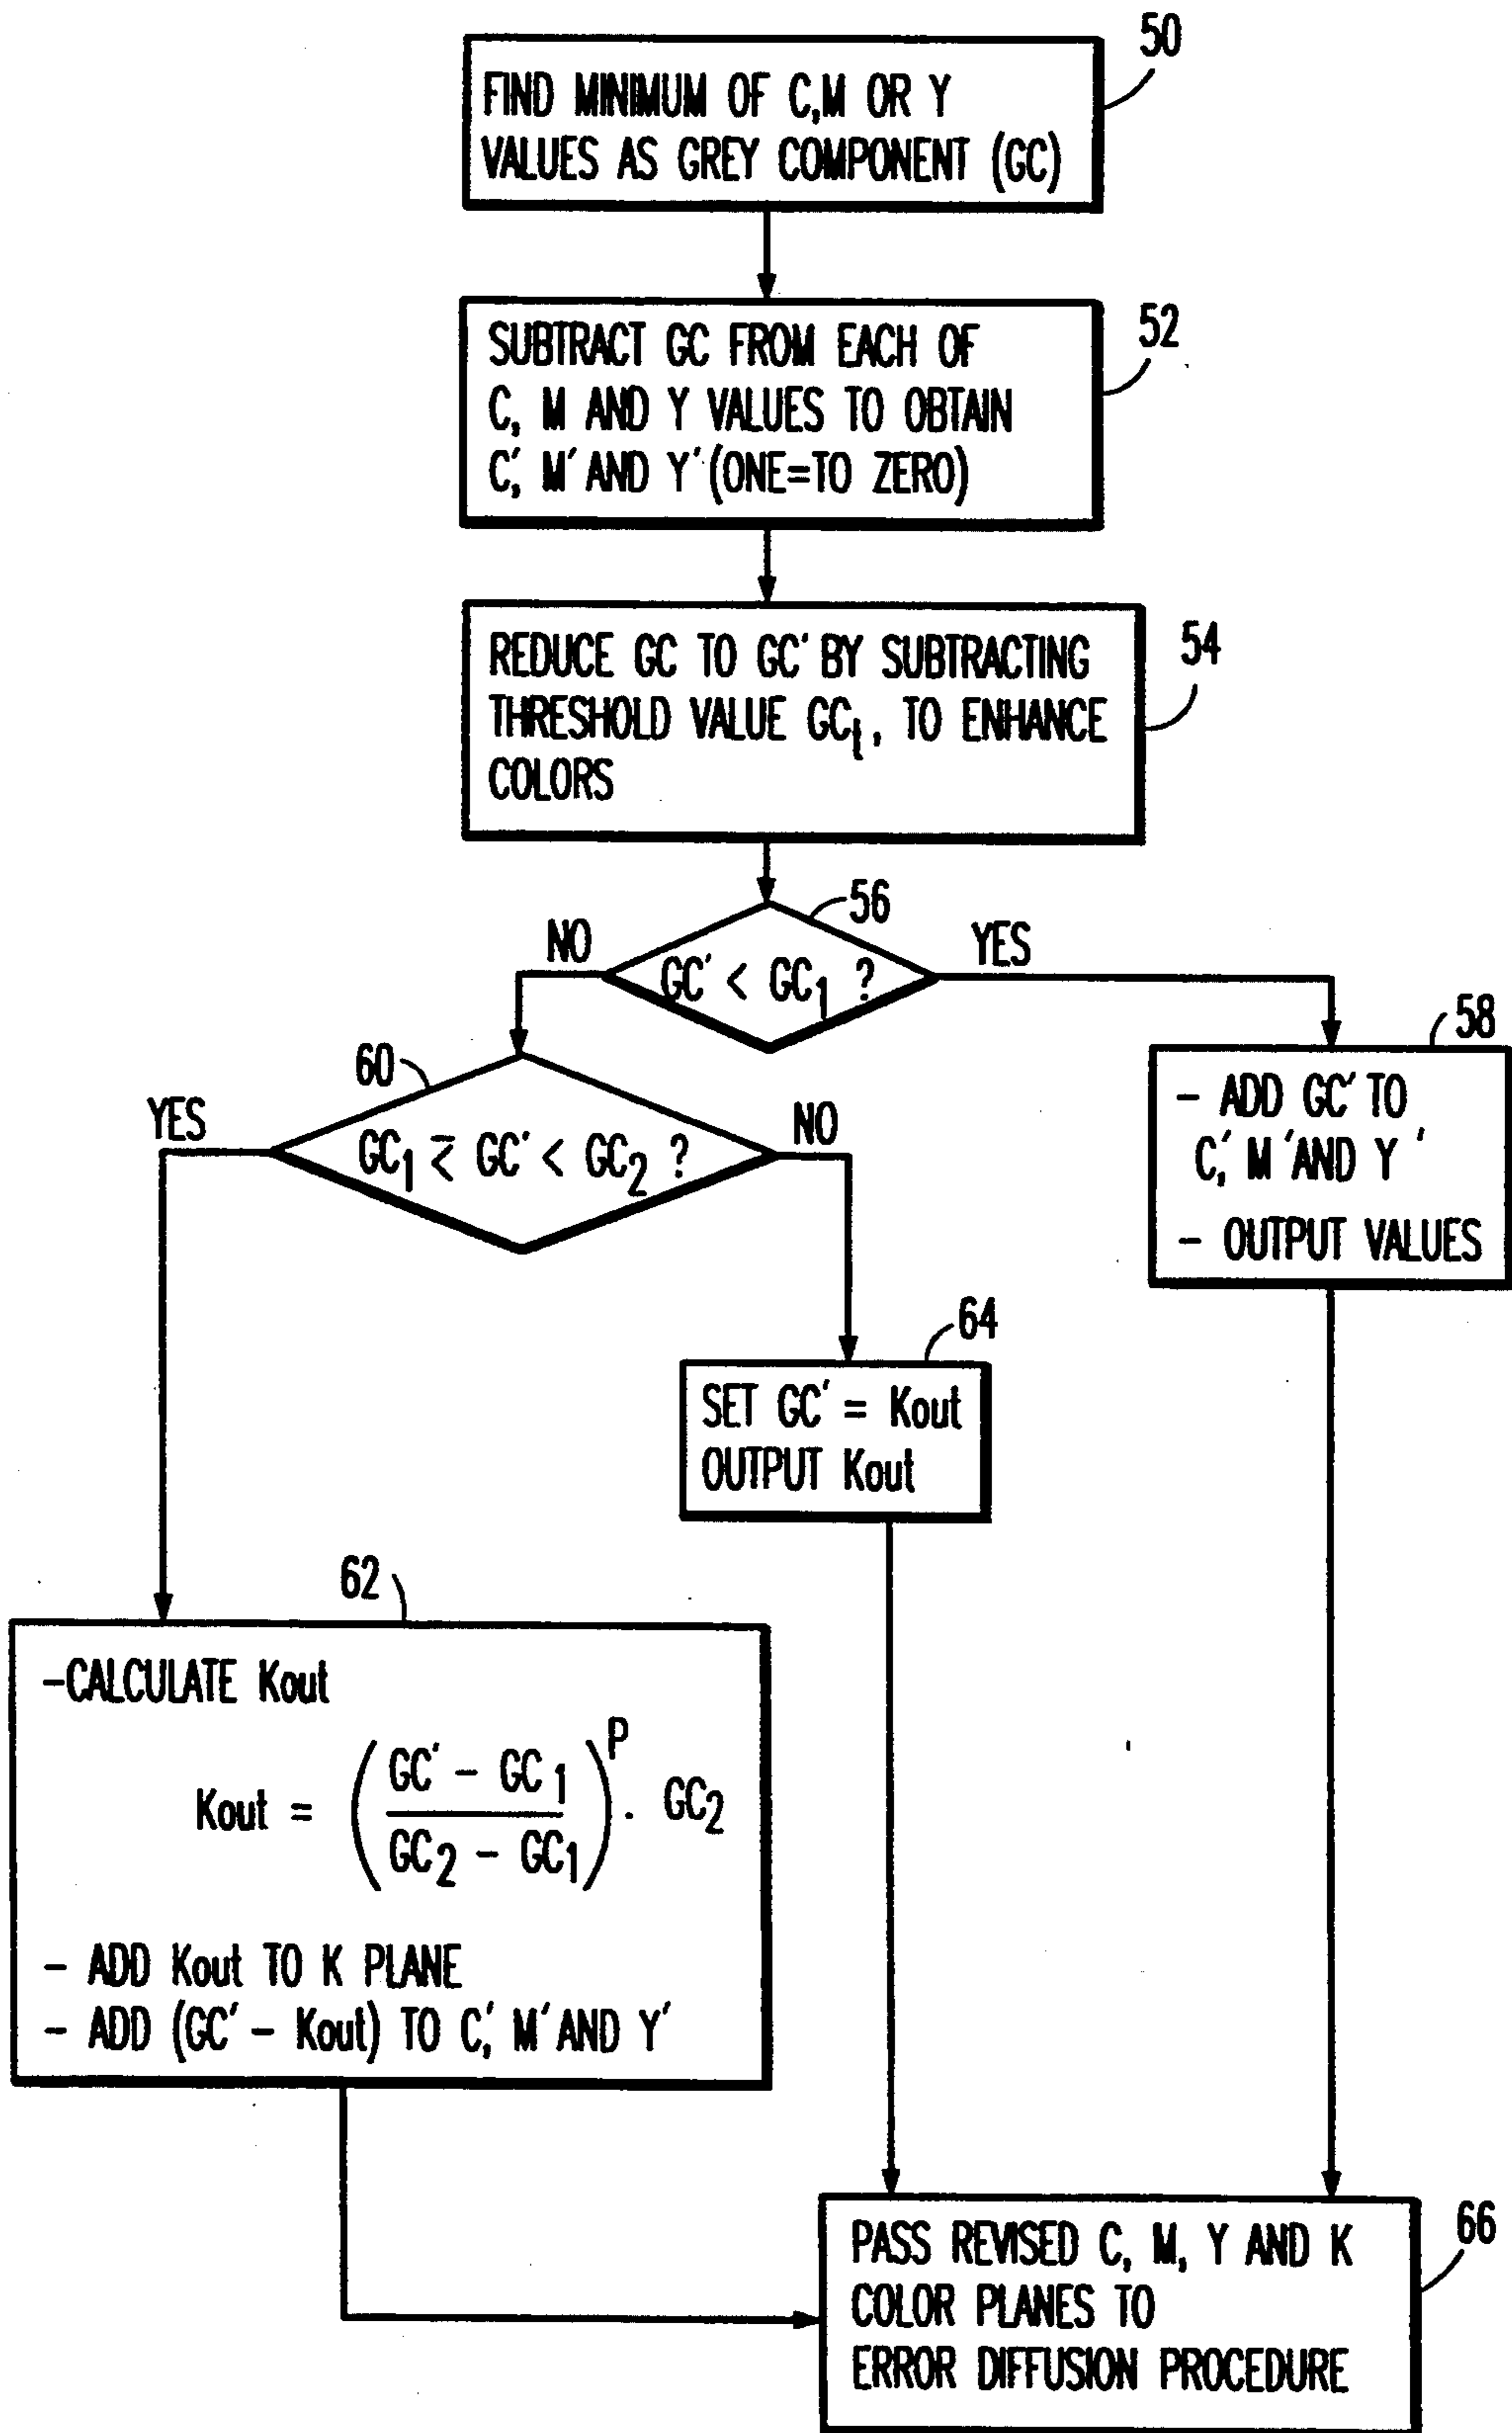 50
FIND MINIMUM OF C,M OR Y
VALUES AS GREY COMPONENT (GC)
52
SUBTRACT GC FROM EACH OF
C, M AND Y VALUES TO OBTAIN
C', M' AND Y' (ONE=TO ZERO)
54
REDUCE GC TO GC' BY SUBTRACTING
THRESHOLD VALUE GCt, TO ENHANCE
COLORS
56
NO
YES
GC' < GC1 ?
58
- ADD GC' TO
C', M' AND Y'
- OUTPUT VALUES
60
YES
NO
GC1 ⩽ GC' < GC2 ?
64
SET GC' = Kout
OUTPUT Kout
62
-CALCULATE Kout
Kout = ((GC' - GC1)/(GC2 - GC1))^P . GC2
- ADD Kout TO K PLANE
- ADD (GC' - Kout) TO C', M' AND Y'
66
PASS REVISED C, M, Y AND K
COLOR PLANES TO
ERROR DIFFUSION PROCEDURE